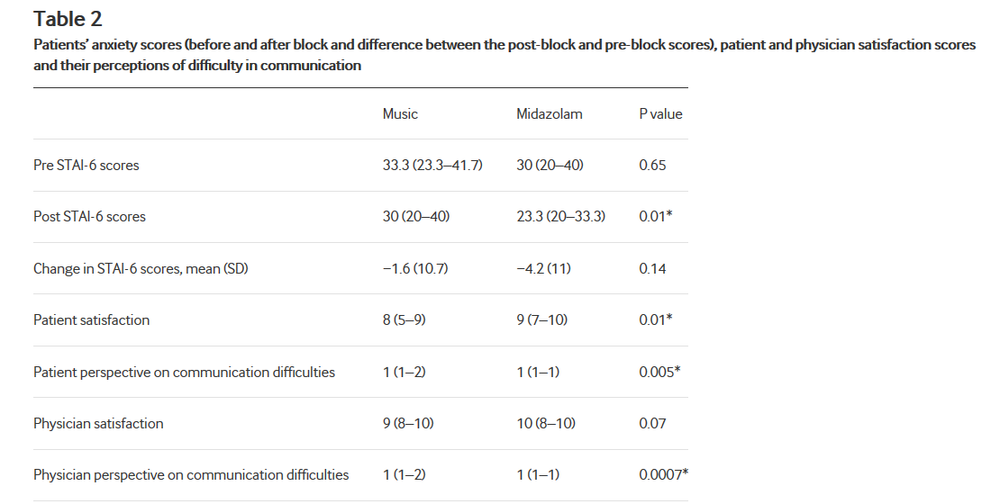 Table 2
Patients’ anxiety scores (before and after block and difference between the post-block and pre-block scores), patient and physician satisfaction scores
and their perceptions of difficulty in communication
Music Midazolam P value
Pre STAI-6 scores 33.3 (23.3–41.7) 30 (20–40) 0.65
Post STAI-6 scores 30 (20–40) 23.3 (20–33.3) 0.01*
Change in STAI-6 scores, mean (SD) −1.6 (10.7) −4.2 (11) 0.14
Patient satisfaction 8 (5–9) 9 (7–10) 0.01*
Patient perspective on communication difficulties 1 (1–2) 1 (1–1) 0.005*
Physician satisfaction 9 (8–10) 10 (8–10) 0.07
Physician perspective on communication difficulties 1 (1–2) 1 (1–1) 0.0007*